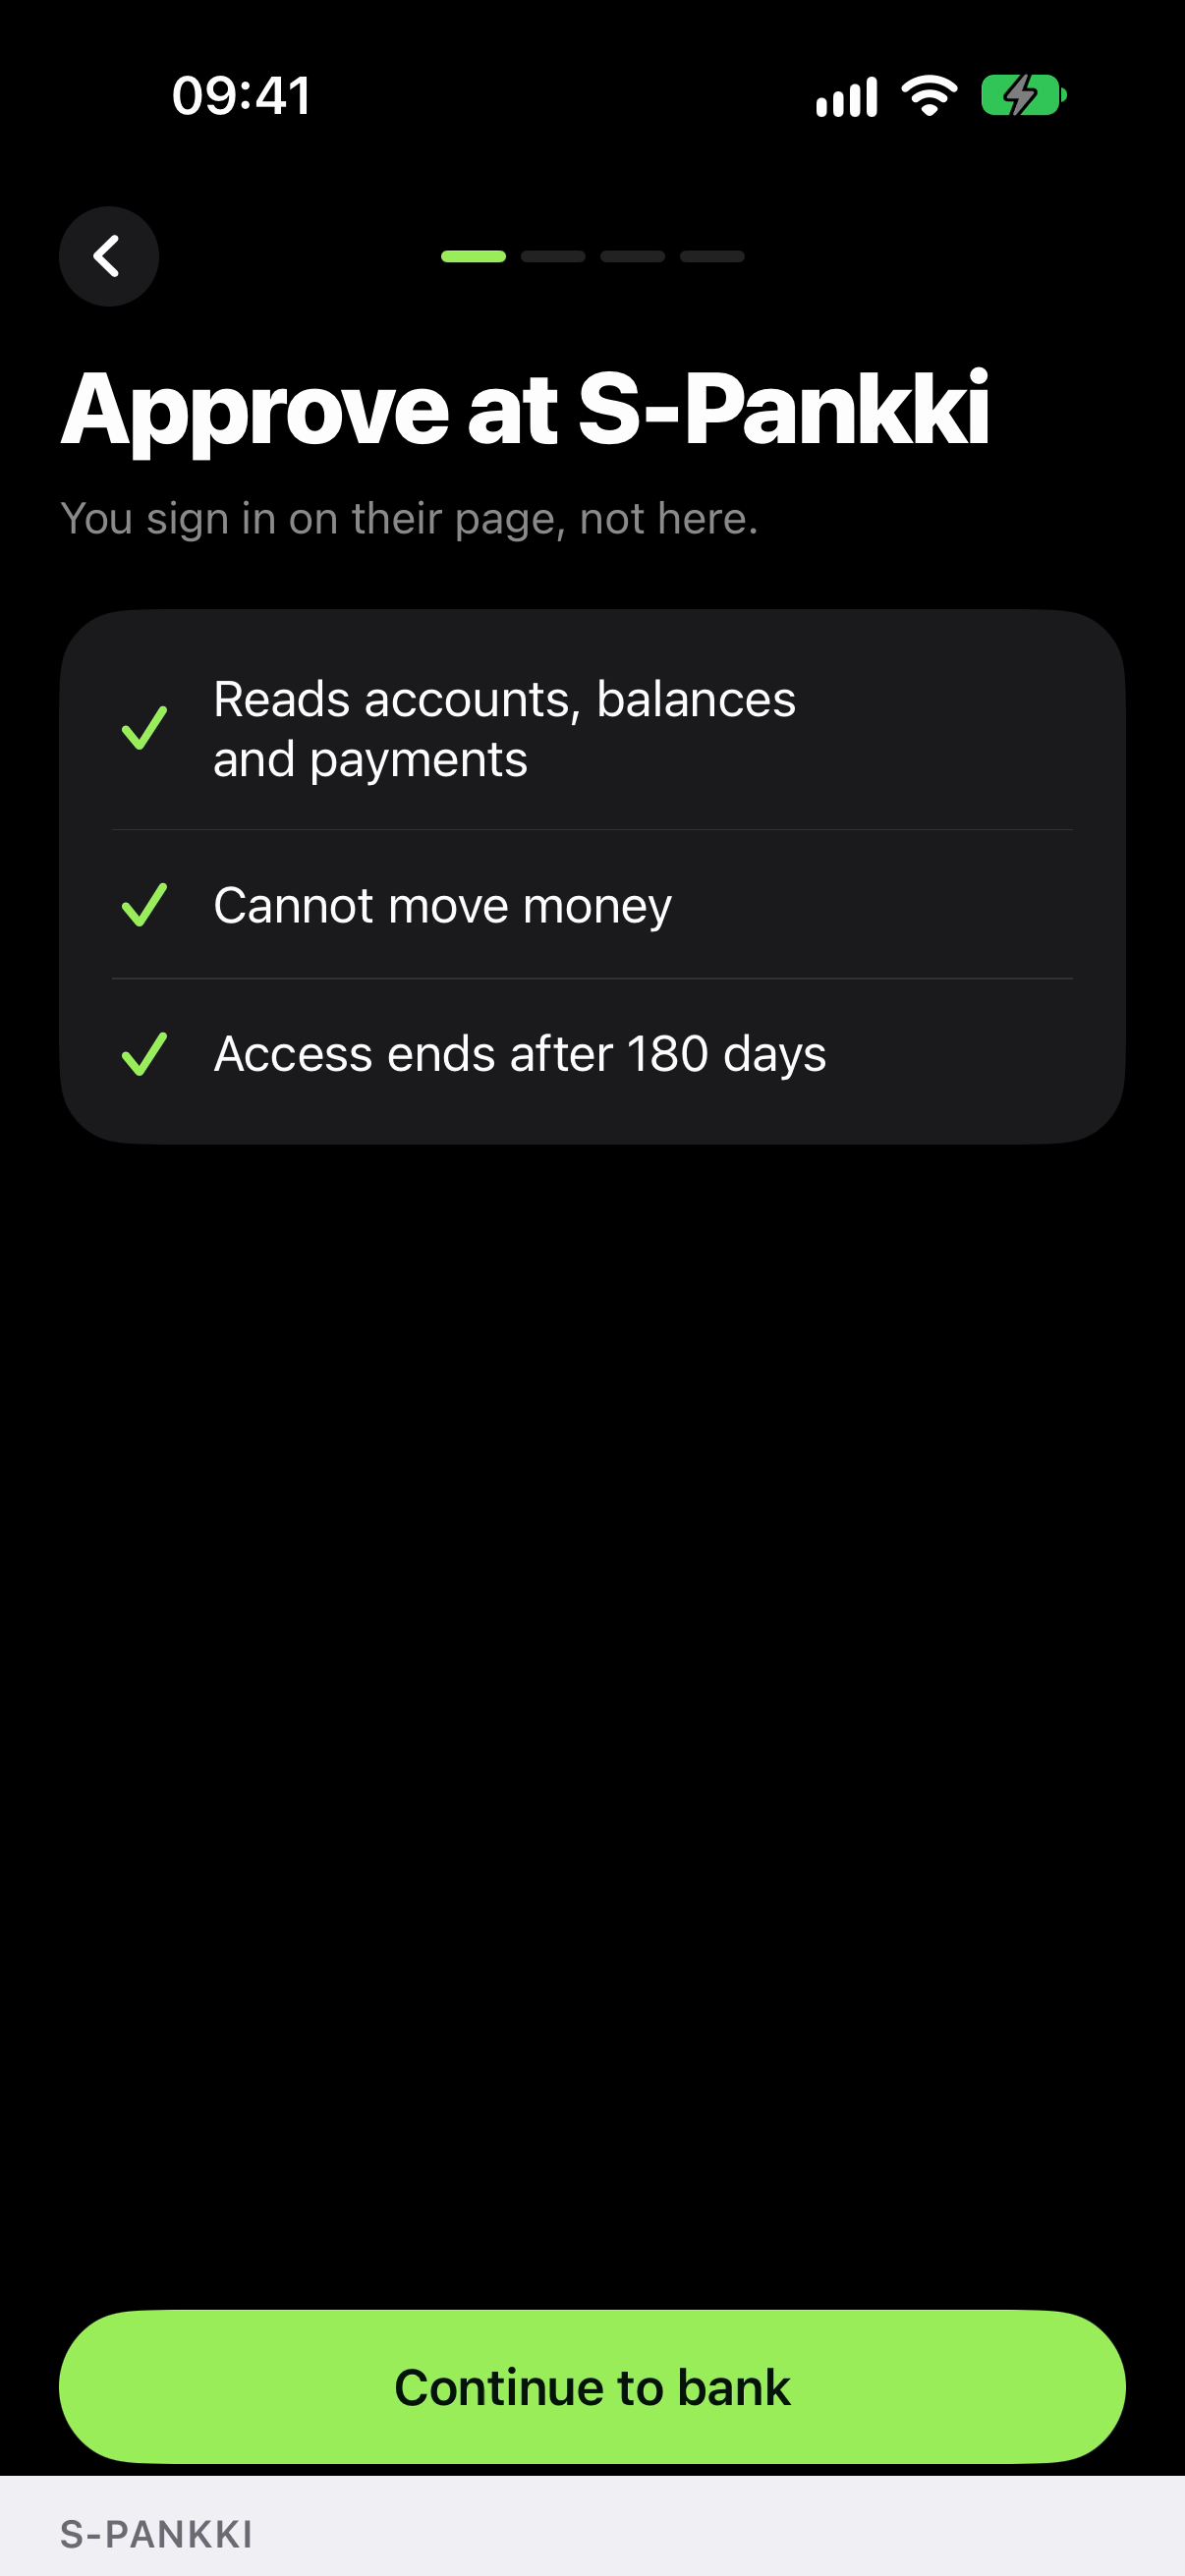 09:41
Approve at S-Pankki
You sign in on their page, not here.
Reads accounts, balances
and payments
Cannot move money
Access ends after 180 days
Continue to bank
S-PANKKI